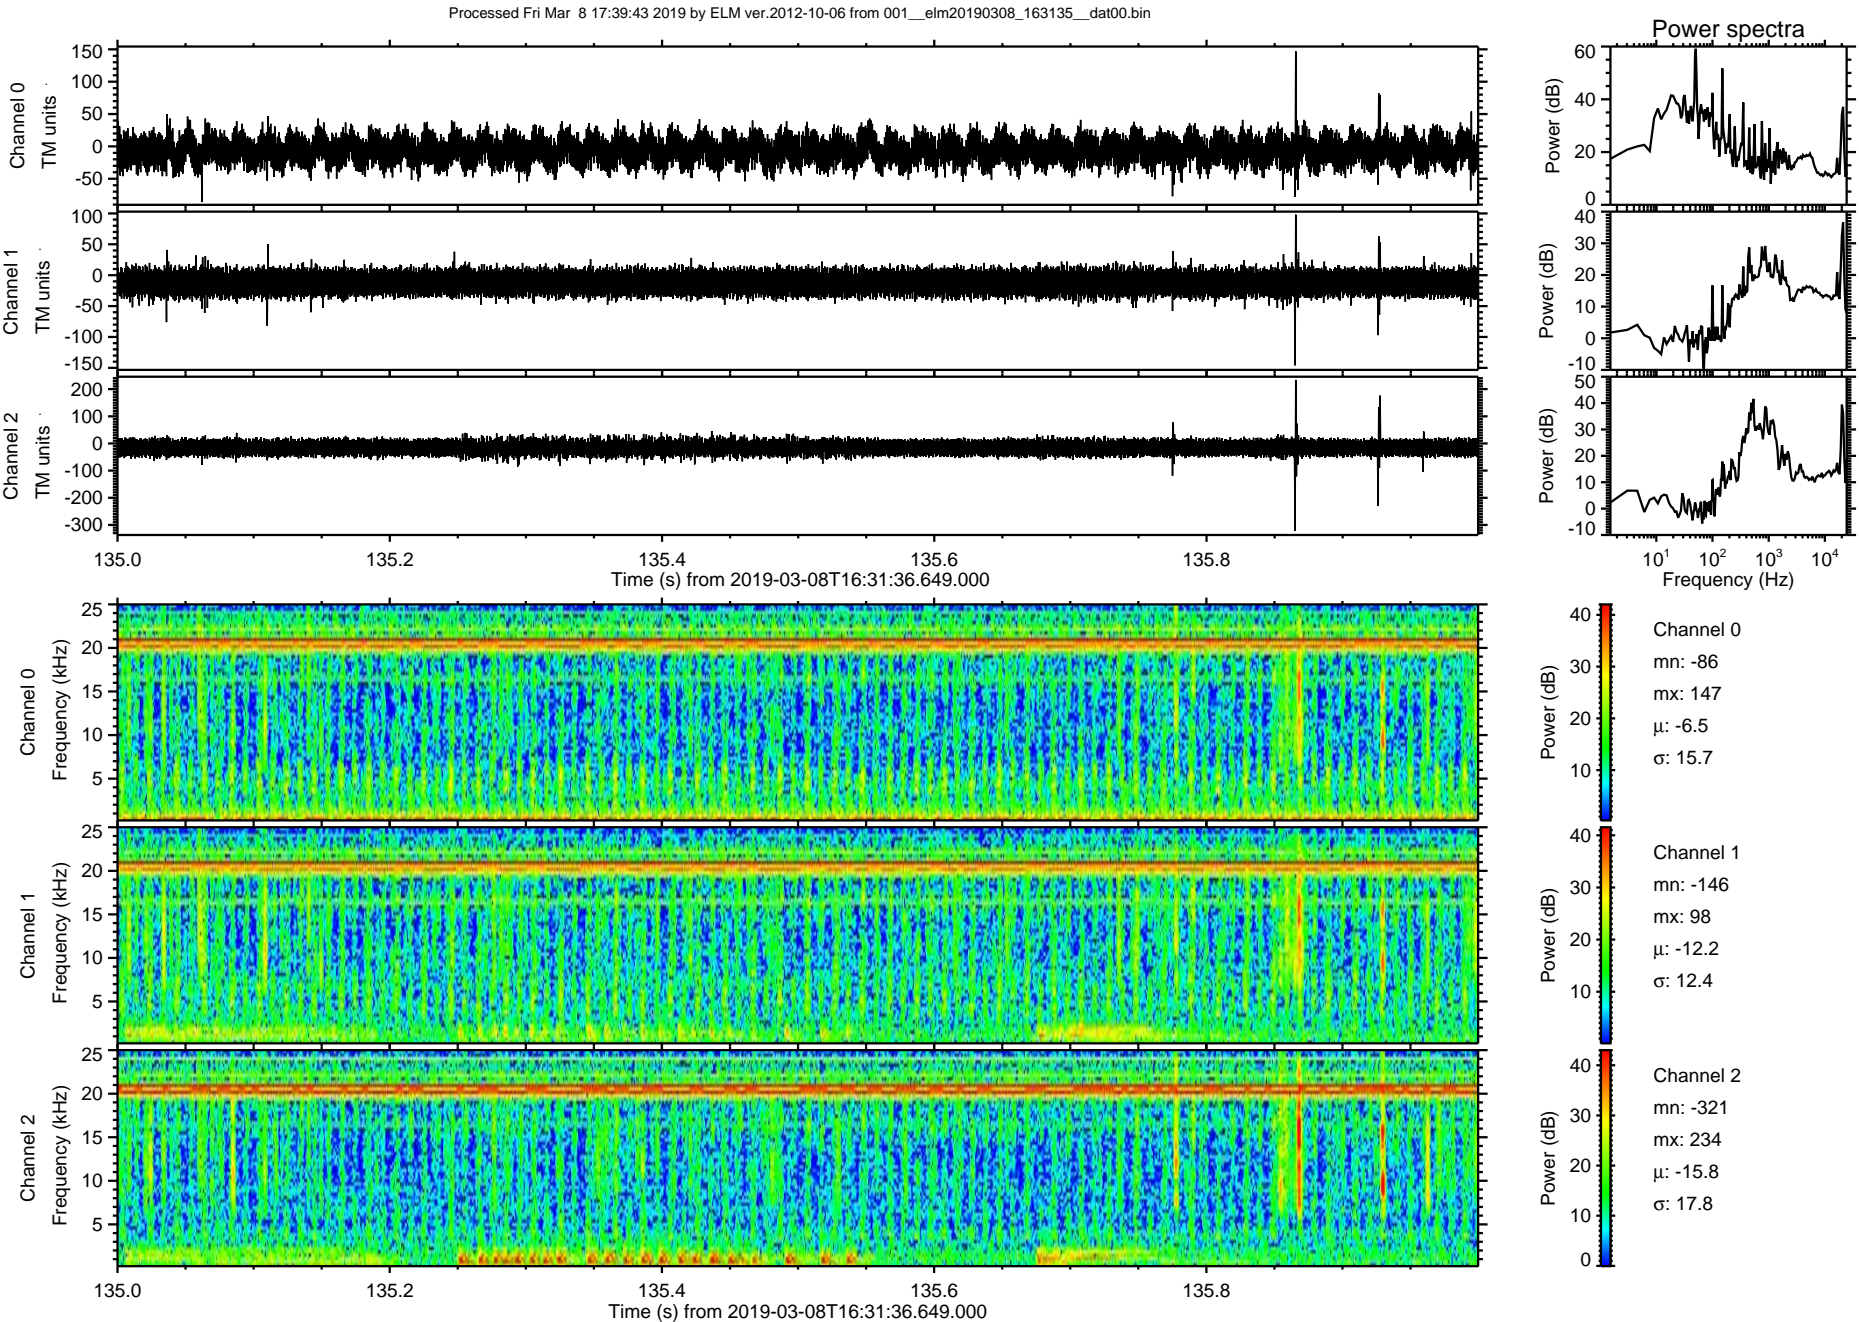 Processed Fri Mar  8 17:39:43 2019 by ELM ver.2012-10-06 from 001__elm20190308_163135__dat00.bin
Power spectra
Channel 0
TM units
150
100
50
0
-50
Power (dB)
60
40
20
0
Channel 1
TM units
100
50
0
-50
-100
-150
Power (dB)
40
30
20
10
0
-10
Channel 2
TM units
200
100
0
-100
-200
-300
Power (dB)
50
40
30
20
10
0
-10
135.0 135.2 135.4 135.6 135.8
Time (s) from 2019-03-08T16:31:36.649.000
10^1 10^2 10^3 10^4
Frequency (Hz)
Channel 0
Frequency (kHz)
25
20
15
10
5
Power (dB)
40
30
20
10
Channel 0
mn: -86
mx: 147
μ: -6.5
σ: 15.7
Channel 1
Frequency (kHz)
25
20
15
10
5
Power (dB)
40
30
20
10
Channel 1
mn: -146
mx: 98
μ: -12.2
σ: 12.4
Channel 2
Frequency (kHz)
25
20
15
10
5
Power (dB)
40
30
20
10
0
Channel 2
mn: -321
mx: 234
μ: -15.8
σ: 17.8
135.0 135.2 135.4 135.6 135.8
Time (s) from 2019-03-08T16:31:36.649.000